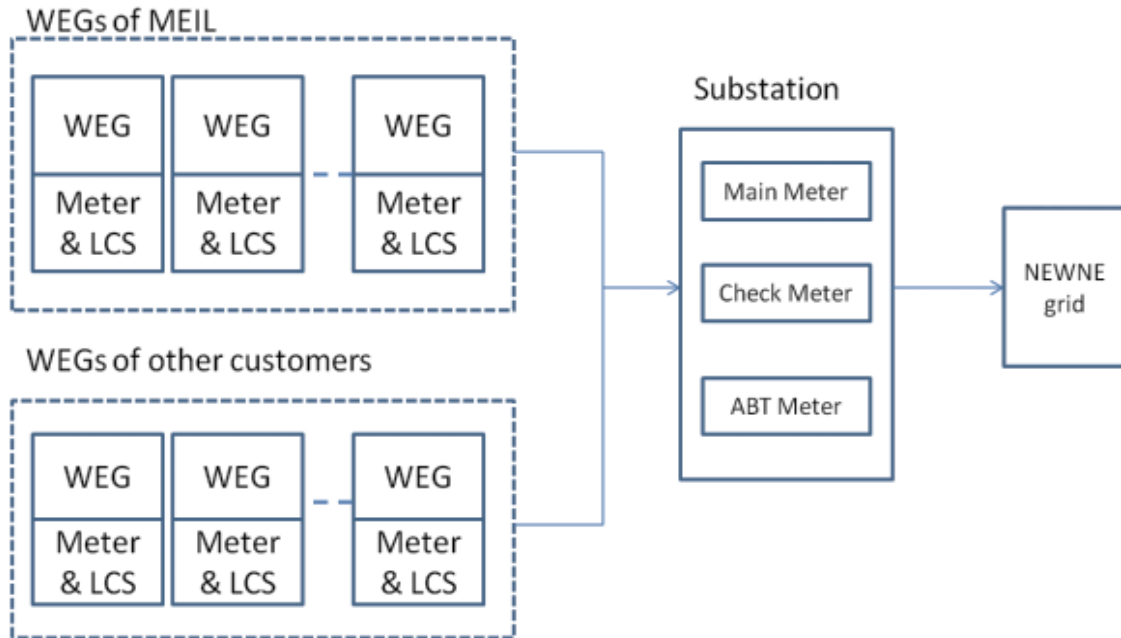 WEGs of MEIL
WEG WEG WEG
Meter Meter Meter
& LCS & LCS & LCS
WEGs of other customers
WEG WEG WEG
Meter Meter Meter
& LCS & LCS & LCS
Substation
Main Meter
Check Meter
ABT Meter
NEWNE
grid